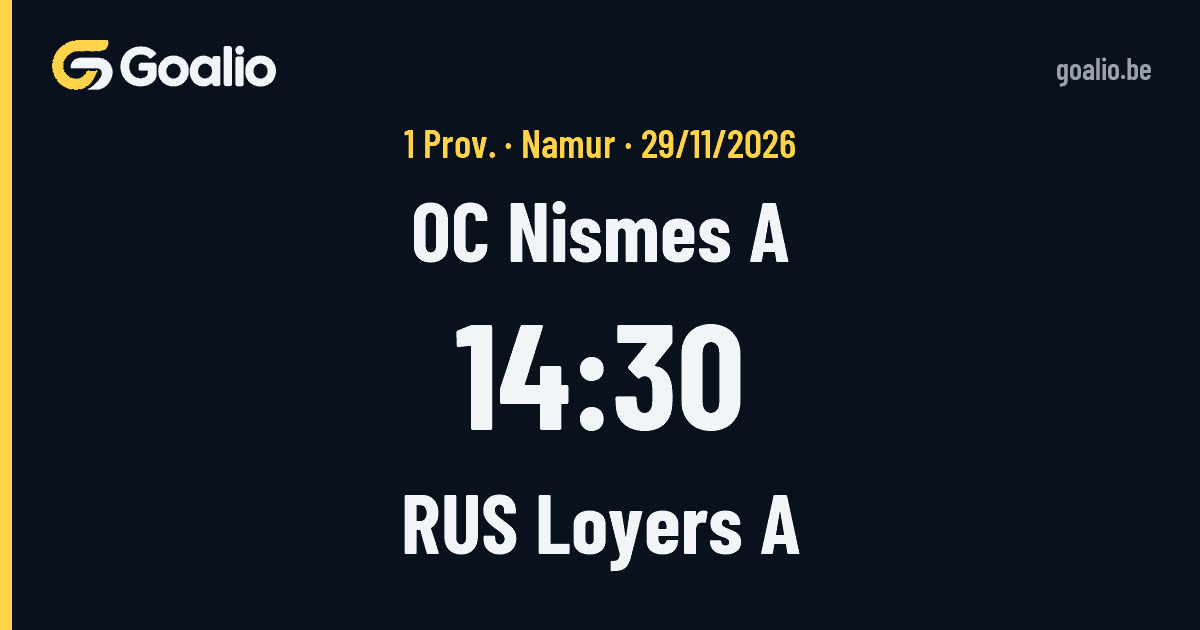 Goalio
goalio.be
1 Prov. · Namur · 29/11/2026
OC Nismes A
14:30
RUS Loyers A